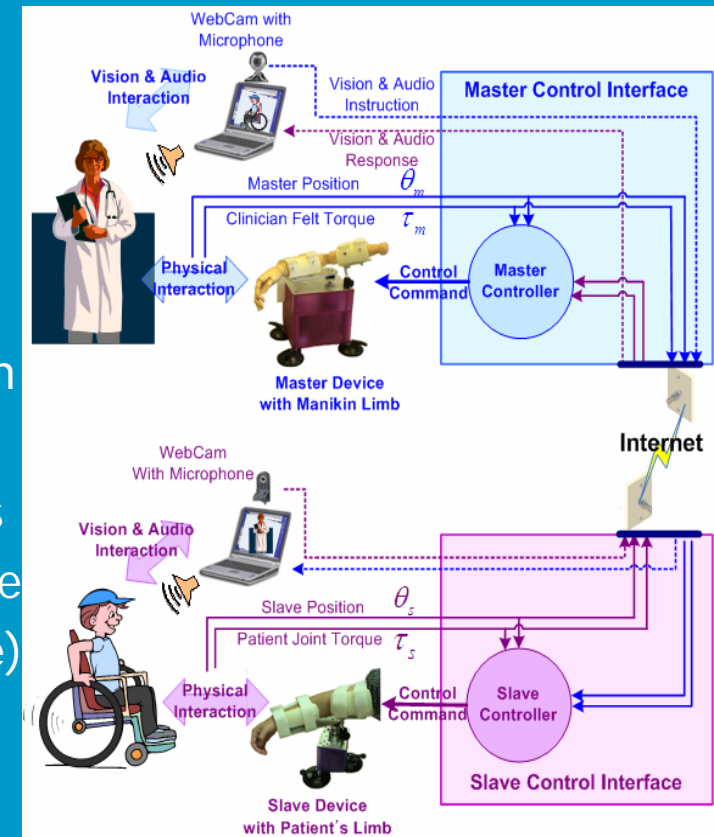 WebCam with
Microphone
Vision & Audio
Interaction
Vision & Audio
Instruction
Master Control Interface
Vision & Audio
Response
Master Position θm
Clinician Felt Torque τm
Physical
Interaction
Control
Command
Master
Controller
Master Device
with Manikin Limb
Internet
WebCam
With Microphone
Vision & Audio
Interaction
Slave Position θs
Patient Joint Torque τs
Physical
Interaction
Control
Command
Slave
Controller
Slave Control Interface
Slave Device
with Patient's Limb
n
s
e
e)